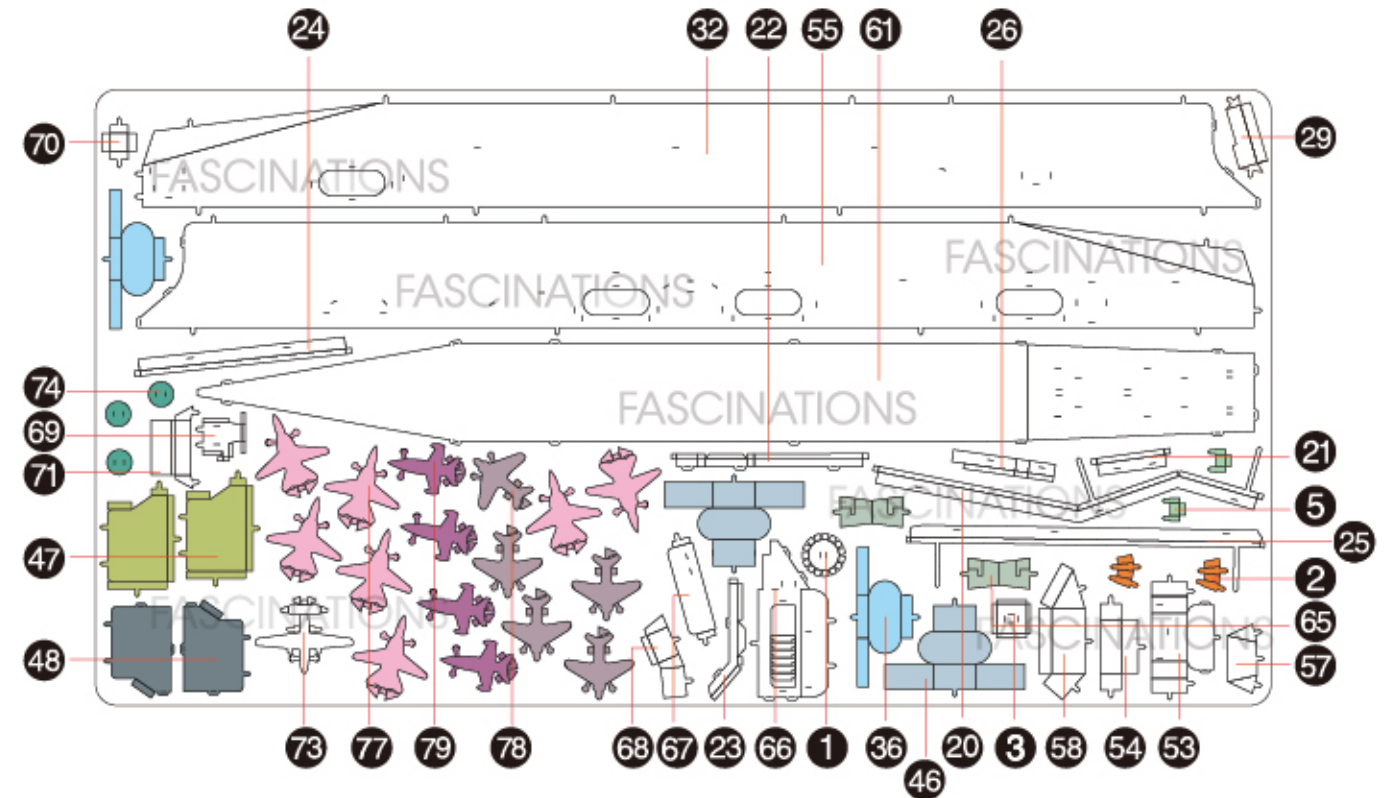 24 32 22 55 61 26
70 29
FASCINATIONS
FASCINATIONS
FASCINATIONS
74
FASCINATIONS
69
71 21
FASCINATIONS
5
47 25
2
FASCINATIONS
65
FASCINATIONS
48 57
73 77 79 78 68 67 23 66 1 36 20 3 58 54 53
46